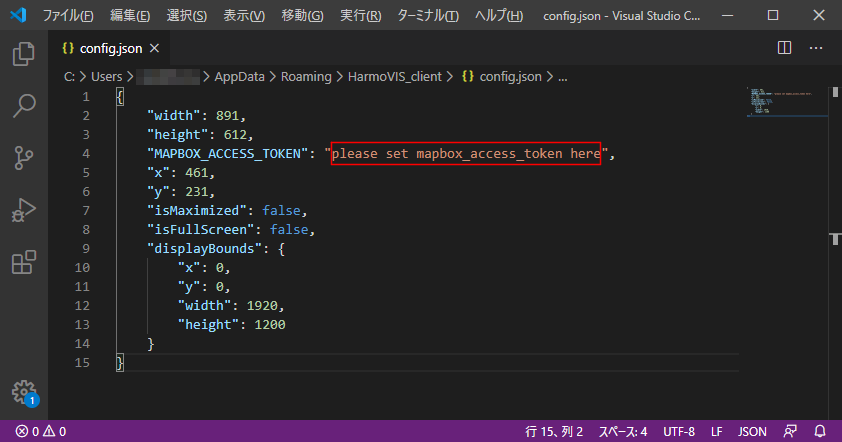 ファイル(F) 編集(E) 選択(S) 表示(V) 移動(G) 実行(R) ターミナル(T) ヘルプ(H) config.json - Visual Studio C...
{} config.json
C: > Users > > AppData > Roaming > HarmoVIS_client > {} config.json > ...
1 {
2 "width": 891,
3 "height": 612,
4 "MAPBOX_ACCESS_TOKEN": "please set mapbox_access_token here",
5 "x": 461,
6 "y": 231,
7 "isMaximized": false,
8 "isFullScreen": false,
9 "displayBounds": {
10 "x": 0,
11 "y": 0,
12 "width": 1920,
13 "height": 1200
14 }
15 }
1
0 0 行 15、列 2 スペース: 4 UTF-8 LF JSON